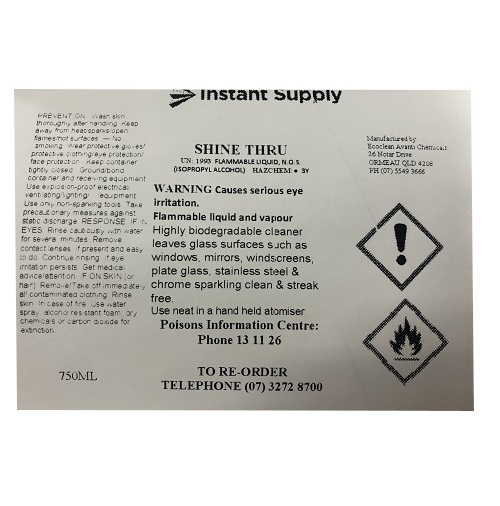 Instant Supply
PREVENTION Wash skin
thoroughly after handling. Keep
away from heat/sparks/open
flames/hot surfaces. — No
smoking. Wear protective gloves/
protective clothing/eye protection/
face protection. Keep container
tightly closed. Ground/bond
container and receiving equipment
Use explosion-proof electrical/
ventilating/lighting/ /equipment.
Use only non-sparking tools. Take
precautionary measures against
static discharge. RESPONSE IF IN
EYES: Rinse cautiously with water
for several minutes. Remove
contact lenses, if present and easy
to do. Continue rinsing. If eye
irritation persists: Get medical
advice/attention. IF ON SKIN (or
hair): Remove/Take off immediately
all contaminated clothing. Rinse
skin. In case of fire: Use water
spray, alcohol resistant foam, dry
chemicals or carbon dioxide for
extinction.
750ML
SHINE THRU
UN: 1993 FLAMMABLE LIQUID, N.O.S.
(ISOPROPYL ALCOHOL) HAZCHEM: ● 3Y
WARNING Causes serious eye
irritation.
Flammable liquid and vapour
Highly biodegradable cleaner
leaves glass surfaces such as
windows, mirrors, windscreens,
plate glass, stainless steel &
chrome sparkling clean & streak
free.
Use neat in a hand held atomiser
Poisons Information Centre:
Phone 13 11 26
TO RE-ORDER
TELEPHONE (07) 3272 8700
Manufactured by
Ecoclean Avanti Chemicals
26 Notar Drive
ORMEAU QLD 4208
PH (07) 5549 3666